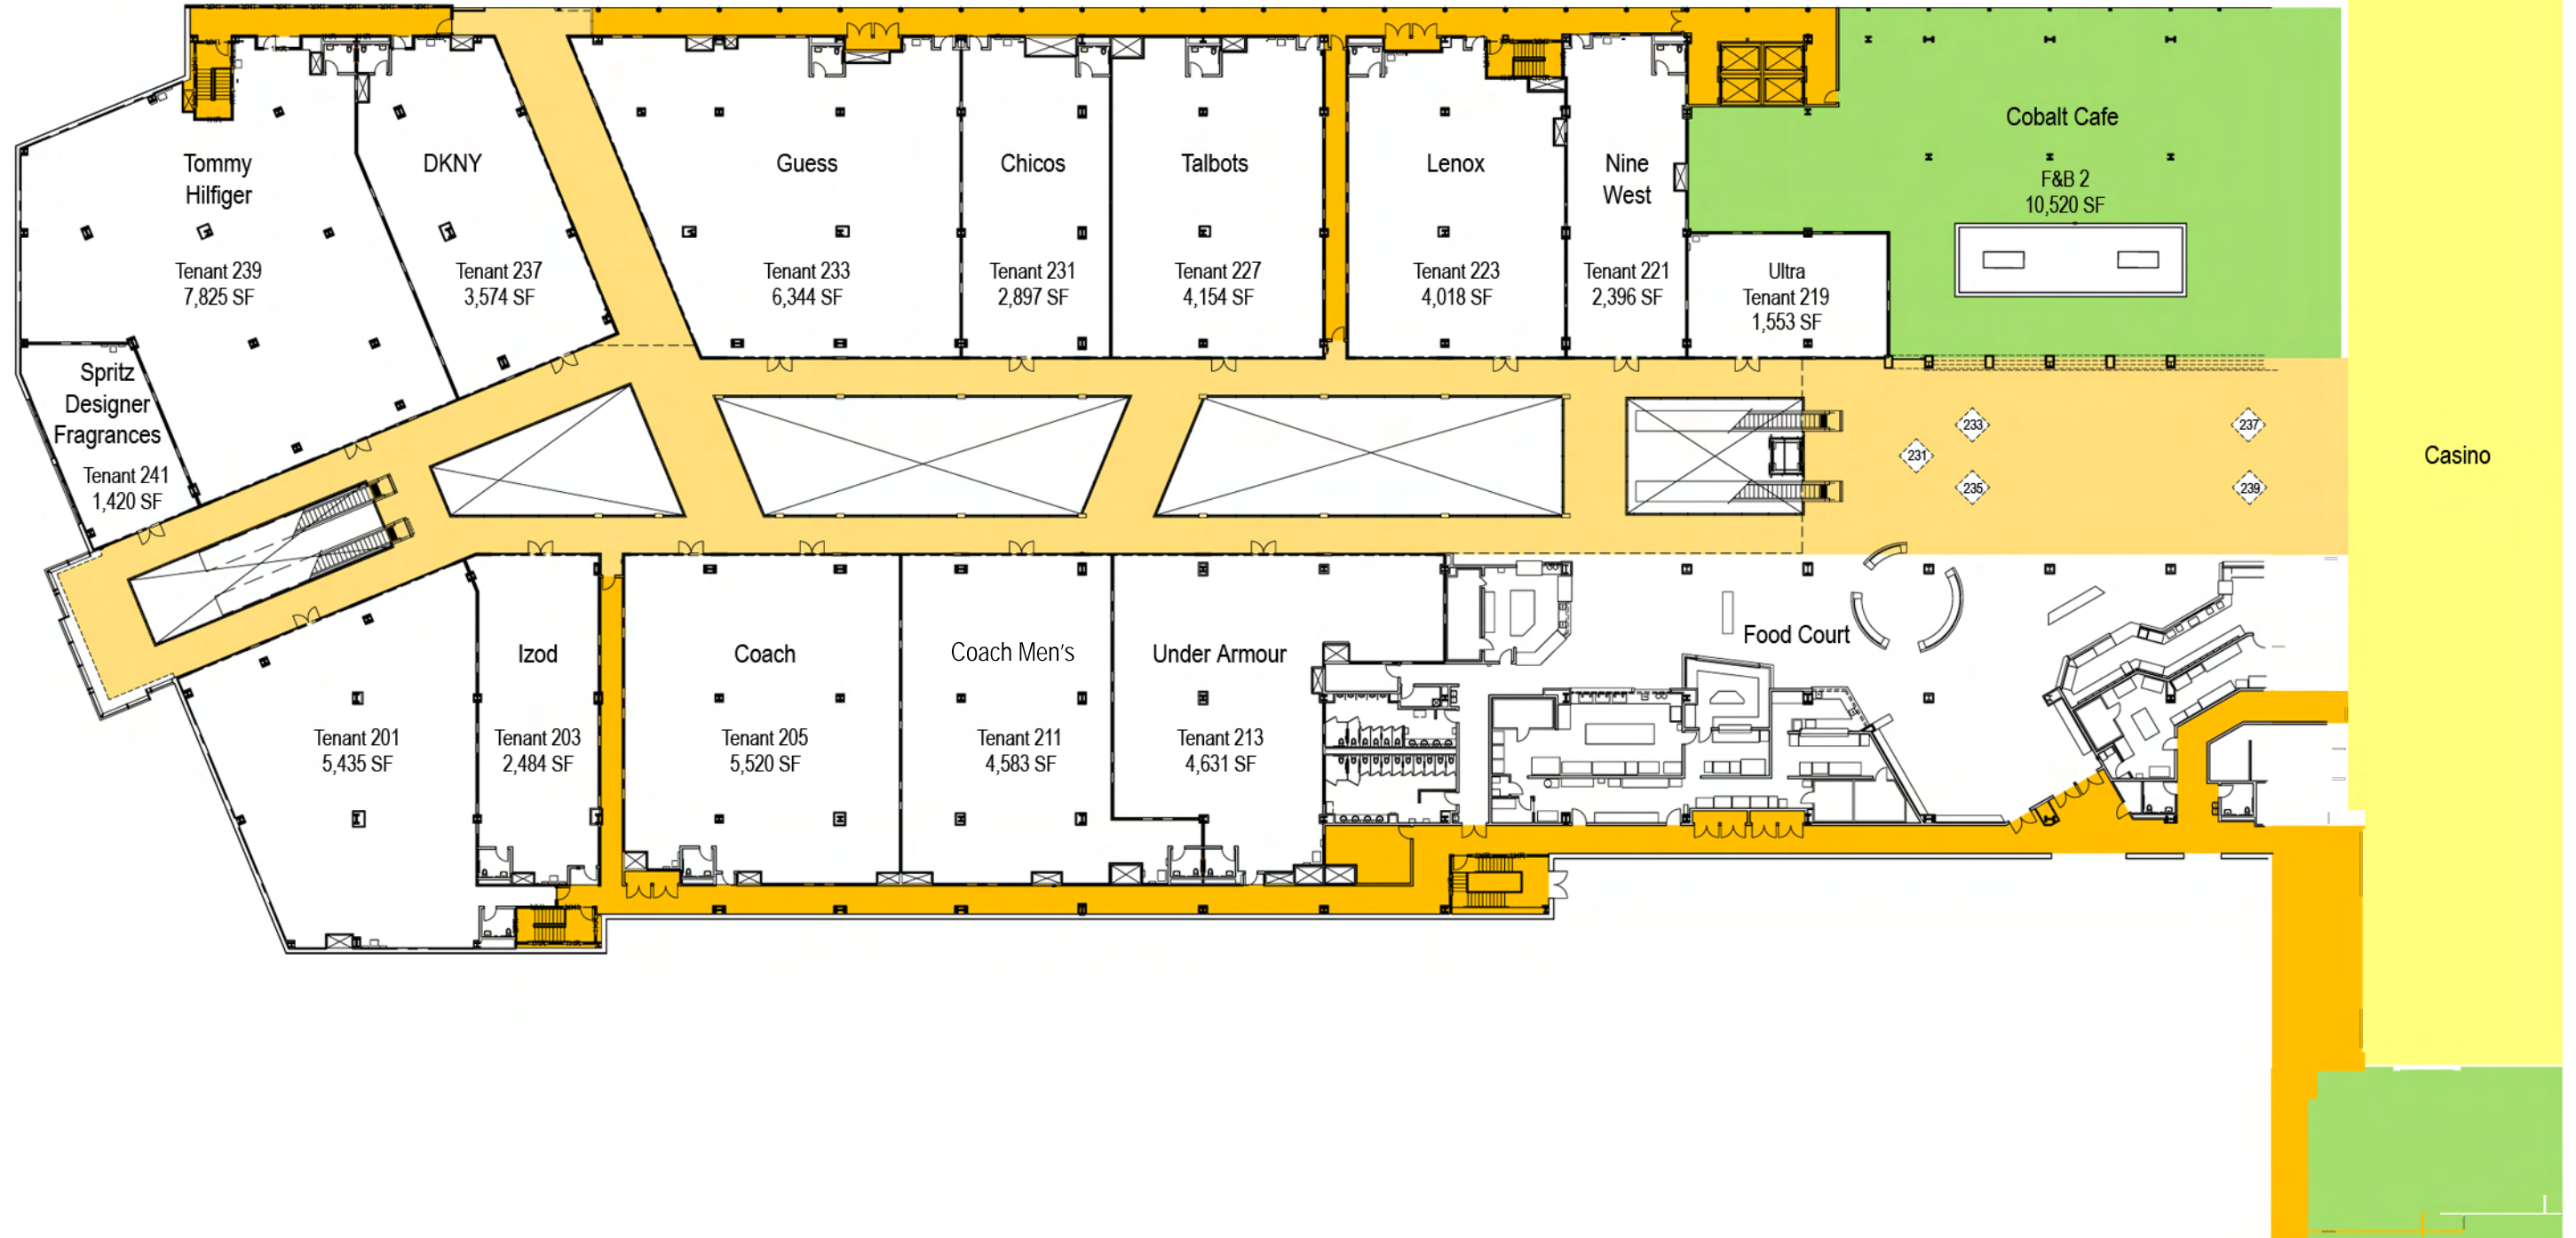 Tommy
Hilfiger
Tenant 239
7,825 SF
DKNY
Tenant 237
3,574 SF
Guess
Tenant 233
6,344 SF
Chicos
Tenant 231
2,897 SF
Talbots
Tenant 227
4,154 SF
Lenox
Tenant 223
4,018 SF
Nine
West
Tenant 221
2,396 SF
Ultra
Tenant 219
1,553 SF
Cobalt Cafe
F&B 2
10,520 SF
Spritz
Designer
Fragrances
Tenant 241
1,420 SF
233
237
231
235
239
Casino
Tenant 201
5,435 SF
Izod
Tenant 203
2,484 SF
Coach
Tenant 205
5,520 SF
Coach Men's
Tenant 211
4,583 SF
Under Armour
Tenant 213
4,631 SF
Food Court